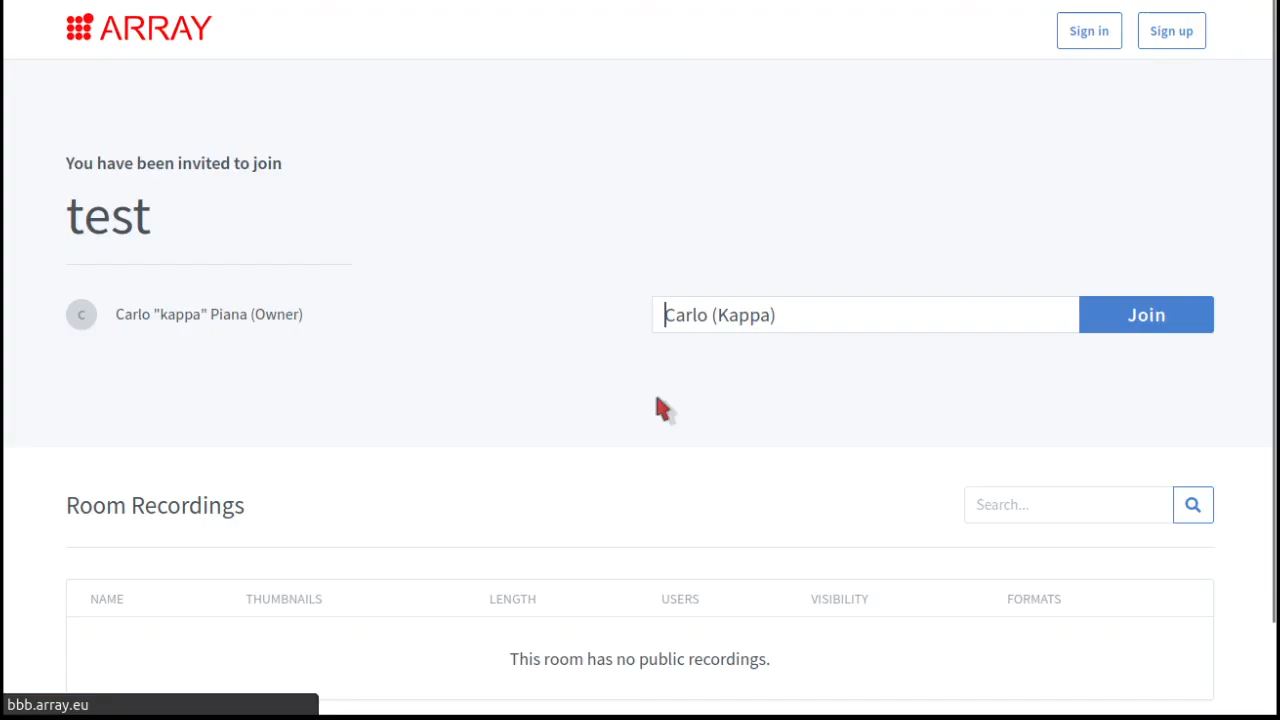 ARRAY
Sign in
Sign up
You have been invited to join
test
C
Carlo "kappa" Piana (Owner)
Carlo (Kappa)
Join
Room Recordings
Search...
NAME THUMBNAILS LENGTH USERS VISIBILITY FORMATS
This room has no public recordings.
bbb.array.eu